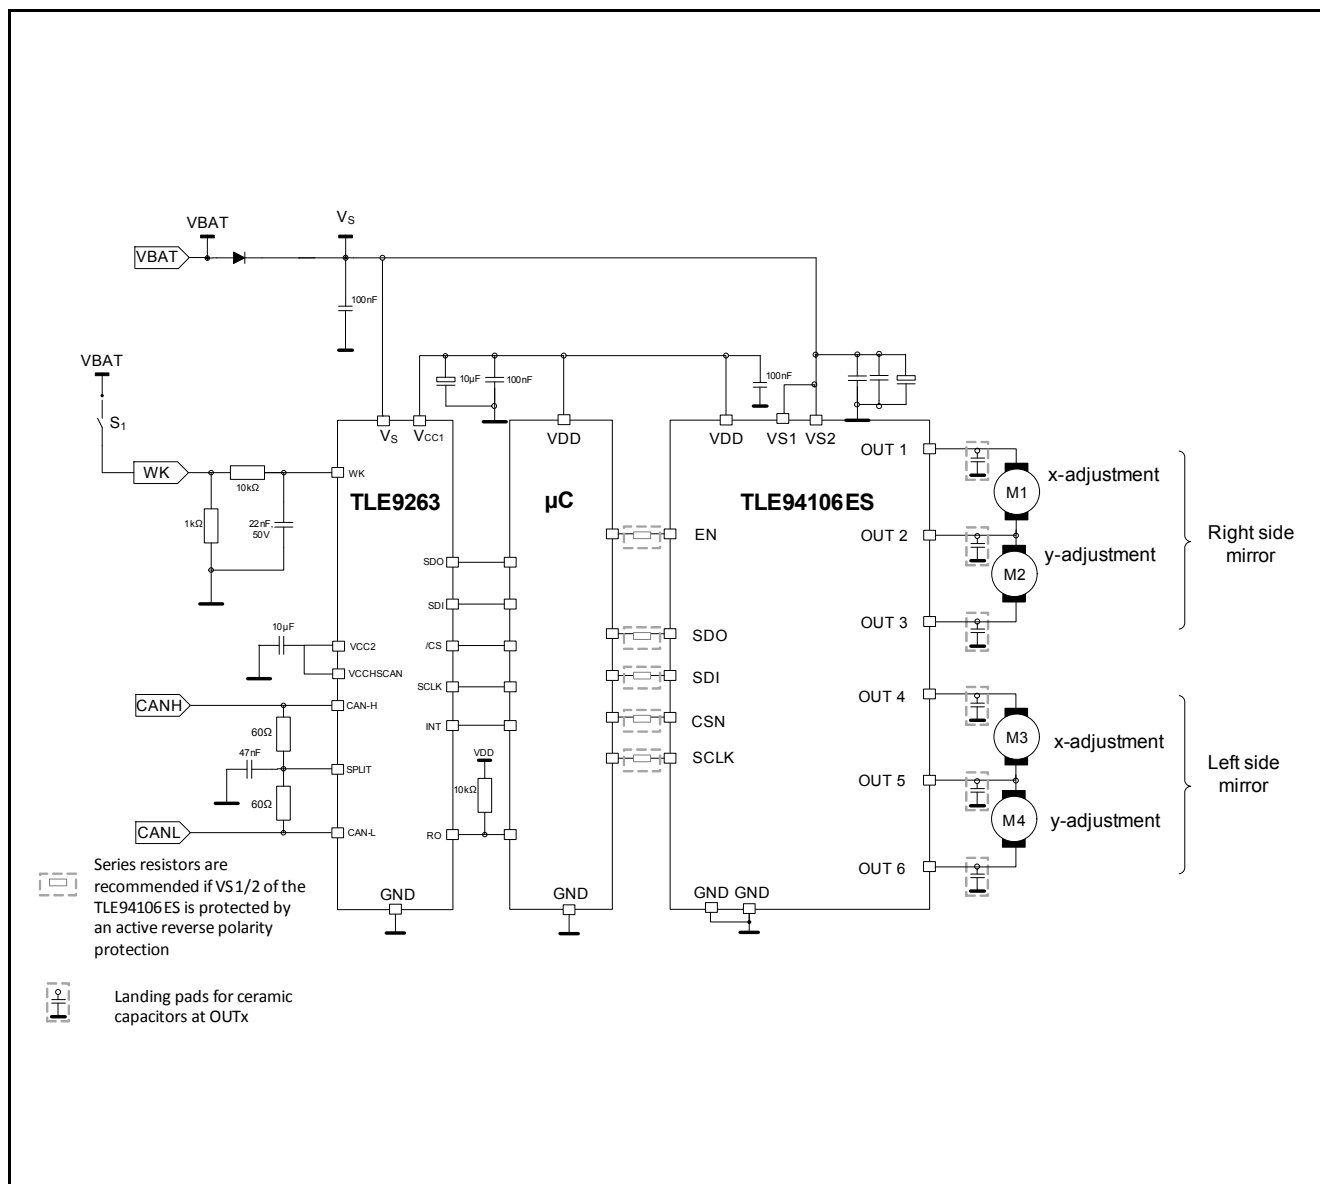 VBAT
VS
VBAT
100nF
VBAT
S1
10µF
100nF
100nF
VS
VCC1
VDD
VDD
VS1
VS2
WK
10kΩ
WK
1kΩ
22nF,
50V
TLE9263
µC
TLE94106ES
SDO
SDI
/CS
SCLK
INT
RO
VDD
10kΩ
EN
SDO
SDI
CSN
SCLK
10µF
VCC2
VCCHSCAN
CANH
CAN-H
60Ω
47nF
SPLIT
60Ω
CANL
CAN-L
GND
GND
GND
GND
OUT 1
OUT 2
OUT 3
OUT 4
OUT 5
OUT 6
M1
x-adjustment
M2
y-adjustment
Right side
mirror
M3
x-adjustment
M4
y-adjustment
Left side
mirror
Series resistors are
recommended if VS1/2 of the
TLE94106ES is protected by
an active reverse polarity
protection
Landing pads for ceramic
capacitors at OUTx